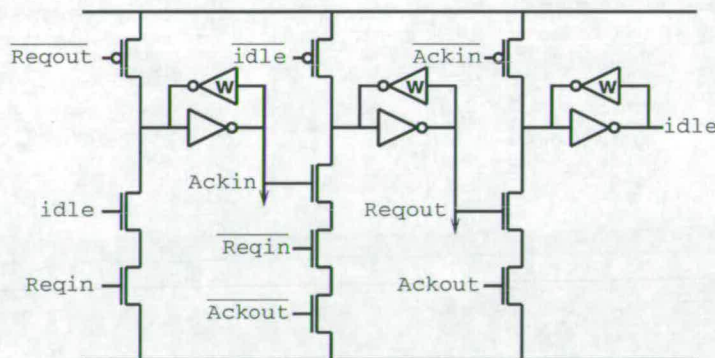 Reqout idle Ackin
W W W
idle
Ackin
idle Reqout
Reqin
Reqin Ackout
Ackout